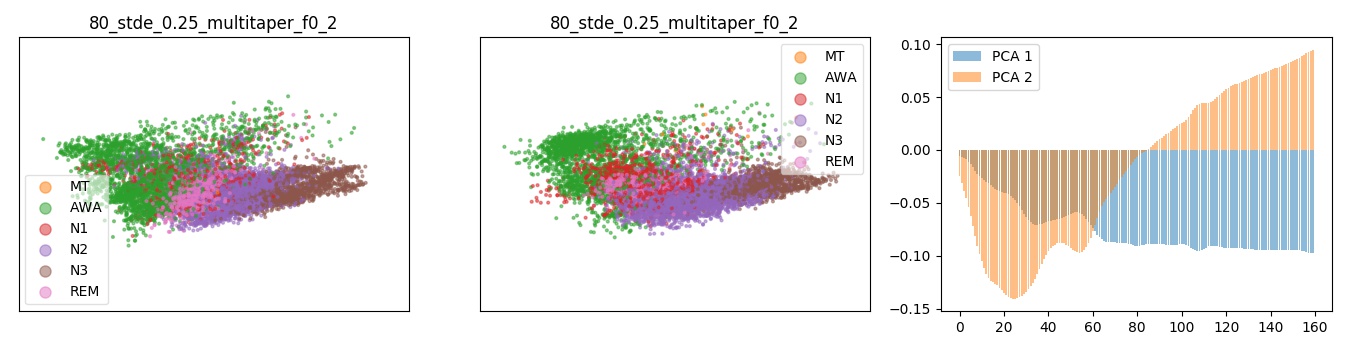 80_stde_0.25_multitaper_f0_2
MT
AWA
N1
N2
N3
REM
80_stde_0.25_multitaper_f0_2
MT
AWA
N1
N2
N3
REM
PCA 1
PCA 2
0.10
0.05
0.00
−0.05
−0.10
−0.15
0 20 40 60 80 100 120 140 160